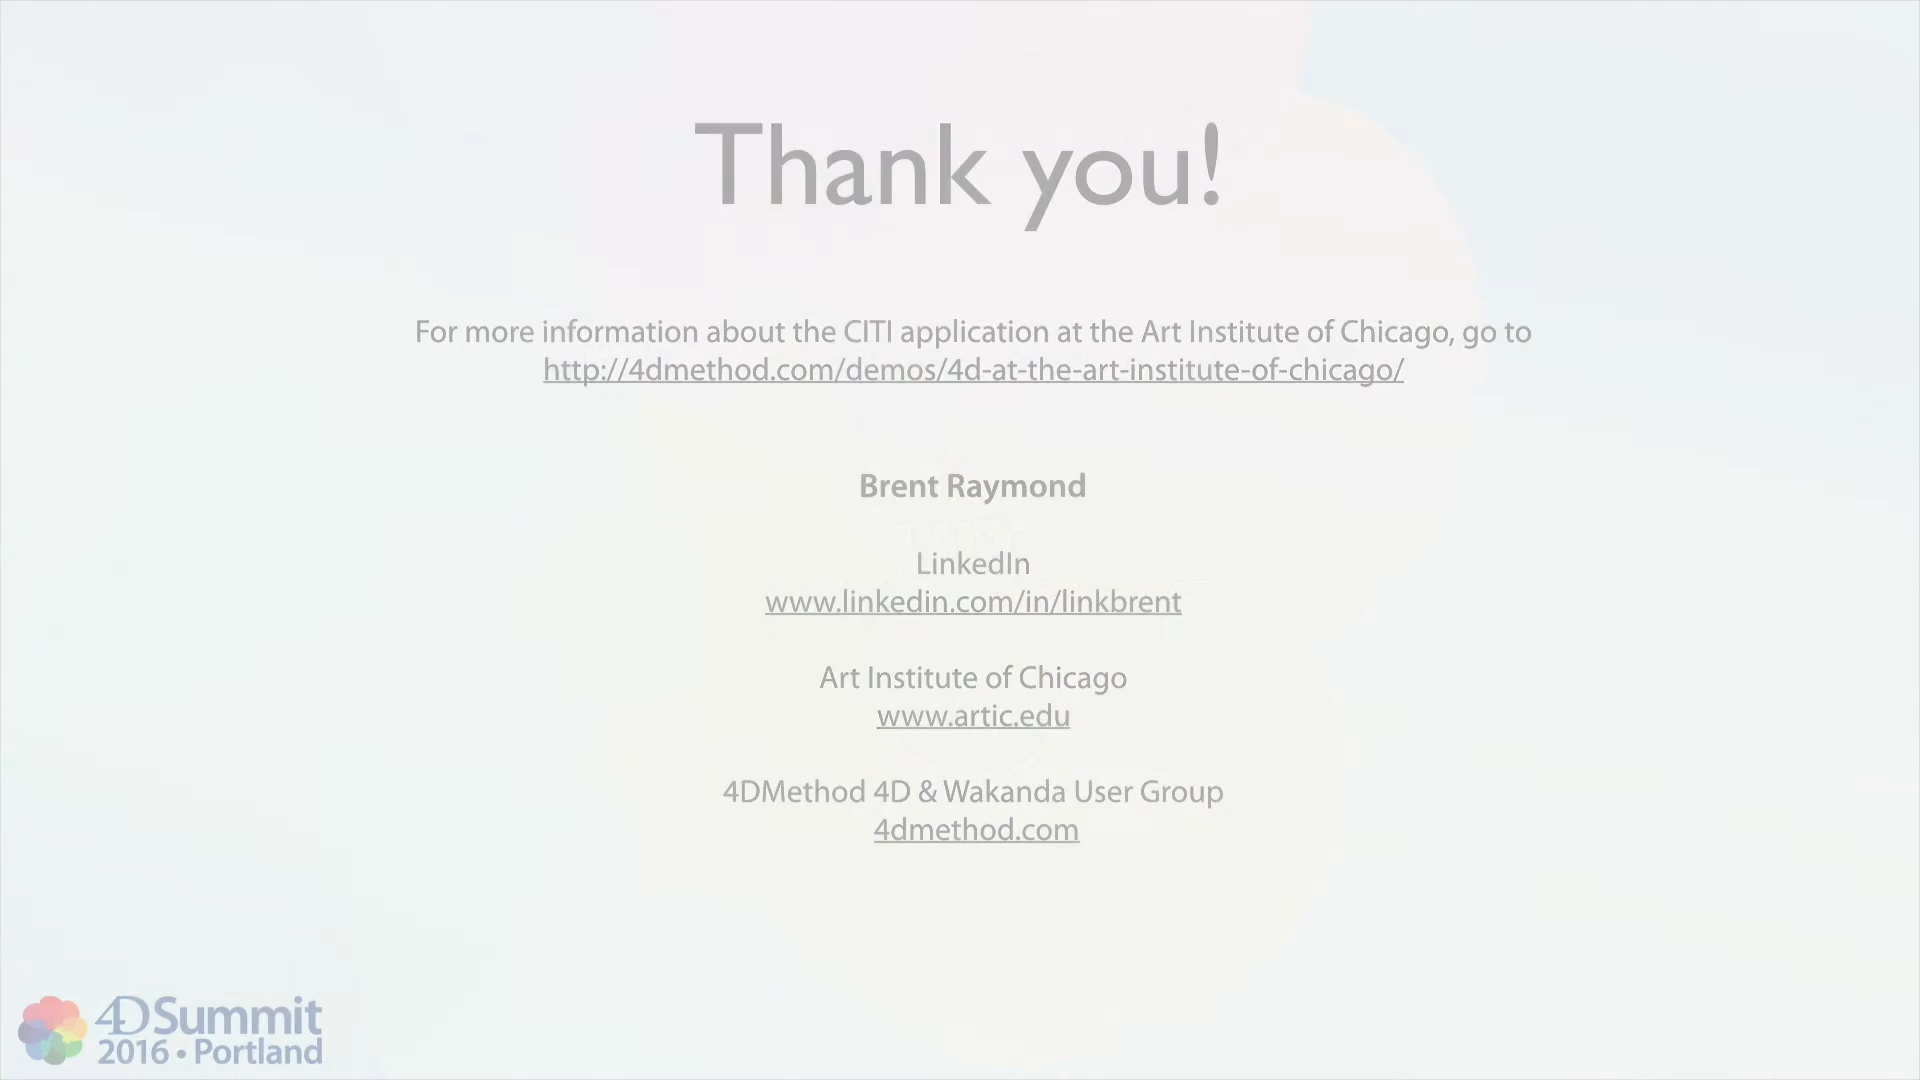 Thank you!
For more information about the CITI application at the Art Institute of Chicago, go to
http://4dmethod.com/demos/4d-at-the-art-institute-of-chicago/
Brent Raymond
LinkedIn
www.linkedin.com/in/linkbrent
Art Institute of Chicago
www.artic.edu
4DMethod 4D & Wakanda User Group
4dmethod.com
4D Summit
2016 • Portland